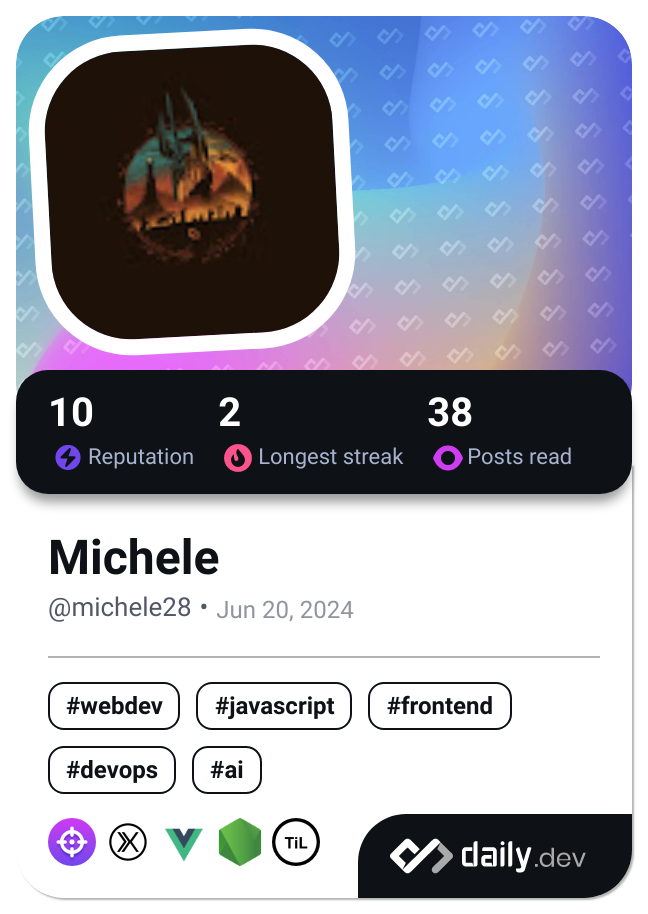 10 2 38
Reputation Longest streak Posts read
Michele
@michele28 • Jun 20, 2024
#webdev #javascript #frontend
#devops #ai
TiL
daily.dev